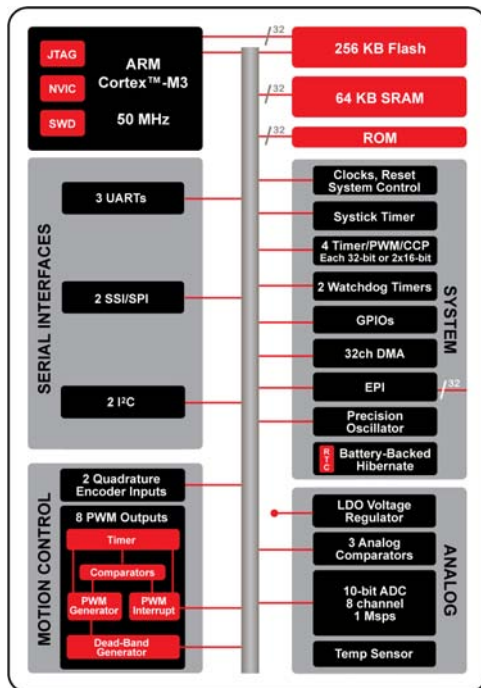 JTAG
NVIC
SWD
ARM
Cortex™-M3
50 MHz
32
256 KB Flash
32
64 KB SRAM
32
ROM
SERIAL INTERFACES
3 UARTs
2 SSI/SPI
2 I²C
SYSTEM
Clocks, Reset
System Control
Systick Timer
4 Timer/PWM/CCP
Each 32-bit or 2x16-bit
2 Watchdog Timers
GPIOs
32ch DMA
EPI
32
Precision
Oscillator
RTC
Battery-Backed
Hibernate
MOTION CONTROL
2 Quadrature
Encoder Inputs
8 PWM Outputs
Timer
Comparators
PWM
Generator
PWM
Interrupt
Dead-Band
Generator
ANALOG
LDO Voltage
Regulator
3 Analog
Comparators
10-bit ADC
8 channel
1 Msps
Temp Sensor